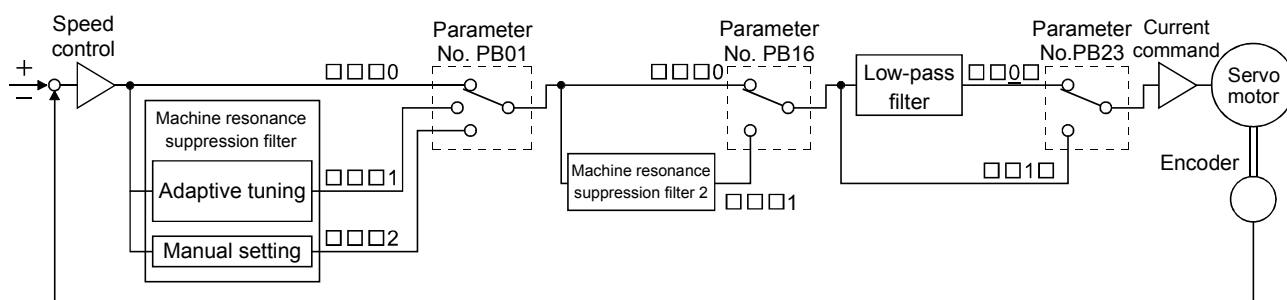 Speed
control
+
−
Parameter
No. PB01
□□□0
Machine resonance
suppression filter
Adaptive tuning
□□□1
Manual setting
□□□2
Parameter
No. PB16
□□□0
Machine resonance
suppression filter 2
□□□1
Low-pass
filter
□□0□
Parameter
No.PB23
□□1□
Current
command
Servo
motor
Encoder